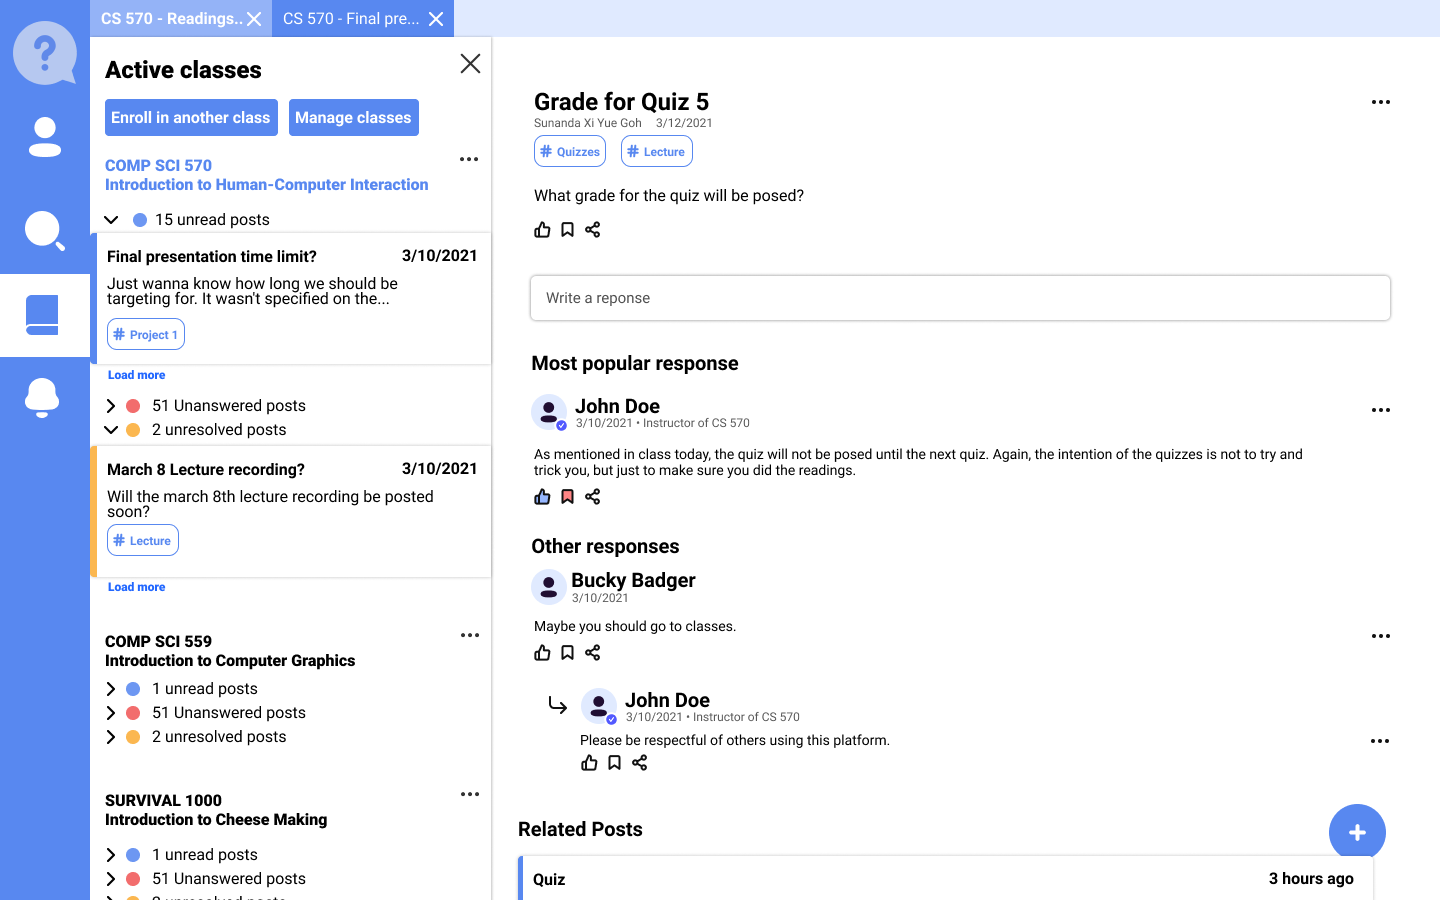 CS 570 - Readings..
CS 570 - Final pre...
Active classes
Enroll in another class
Manage classes
COMP SCI 570
Introduction to Human-Computer Interaction
15 unread posts
Final presentation time limit?
3/10/2021
Just wanna know how long we should be
targeting for. It wasn't specified on the...
# Project 1
Load more
51 Unanswered posts
2 unresolved posts
March 8 Lecture recording?
3/10/2021
Will the march 8th lecture recording be posted
soon?
# Lecture
Load more
COMP SCI 559
Introduction to Computer Graphics
1 unread posts
51 Unanswered posts
2 unresolved posts
SURVIVAL 1000
Introduction to Cheese Making
1 unread posts
51 Unanswered posts
2 unresolved posts
Grade for Quiz 5
Sunanda Xi Yue Goh 3/12/2021
# Quizzes
# Lecture
What grade for the quiz will be posed?
Write a reponse
Most popular response
John Doe
3/10/2021 • Instructor of CS 570
As mentioned in class today, the quiz will not be posed until the next quiz. Again, the intention of the quizzes is not to try and
trick you, but just to make sure you did the readings.
Other responses
Bucky Badger
3/10/2021
Maybe you should go to classes.
John Doe
3/10/2021 • Instructor of CS 570
Please be respectful of others using this platform.
Related Posts
Quiz
3 hours ago